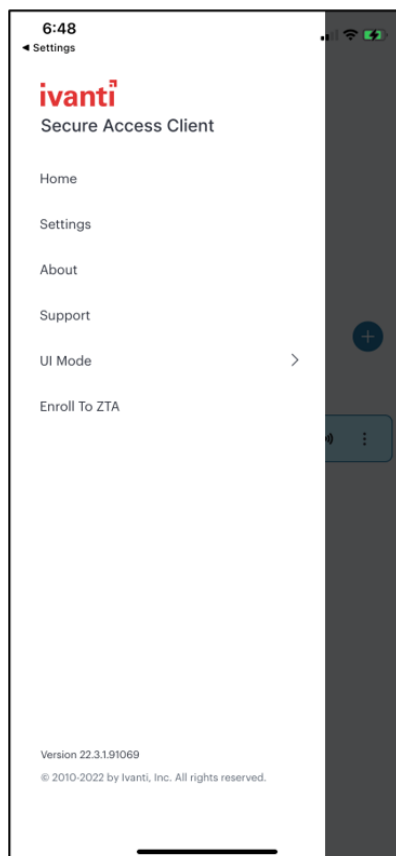 6:48
◀ Settings
ivanti
Secure Access Client
Home
Settings
About
Support
UI Mode
Enroll To ZTA
Version 22.3.1.91069
© 2010-2022 by Ivanti, Inc. All rights reserved.